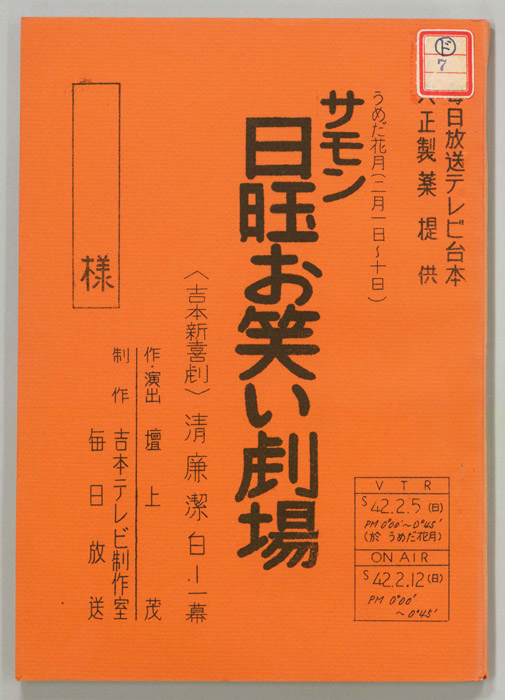 ド
7
毎日放送テレビ台本
大正製薬提供
うめだ花月(二月一日~十日)
サモン
日曜お笑い劇場
〈吉本新喜劇〉清廉潔白ー一幕
作・演出 壇上 茂
制作 吉本テレビ制作室
毎日放送
様
VTR
S 42.2.5(日)
PM 0°00'~0°45'
(於 うめだ花月)
ON AIR
S 42.2.12(日)
PM 0°00'
~0°45'